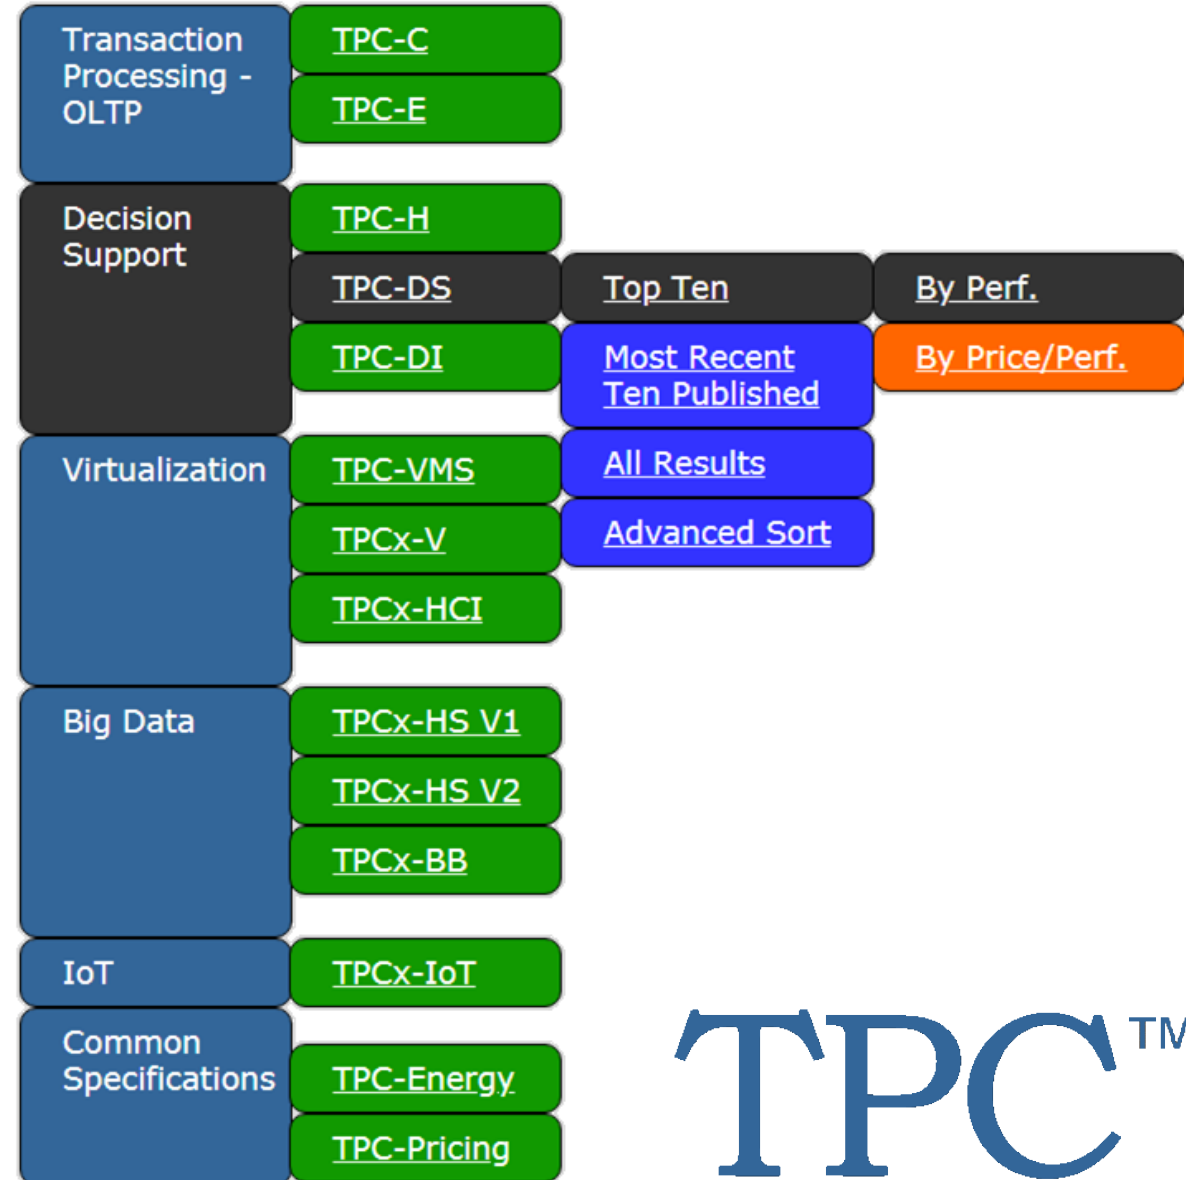 Transaction
Processing -
OLTP
TPC-C
TPC-E
Decision
Support
TPC-H
TPC-DS
Top Ten
By Perf.
TPC-DI
Most Recent
Ten Published
By Price/Perf.
Virtualization
TPC-VMS
All Results
TPCx-V
Advanced Sort
TPCx-HCI
Big Data
TPCx-HS V1
TPCx-HS V2
TPCx-BB
IoT
TPCx-IoT
Common
Specifications
TPC-Energy
TPC-Pricing
TPC™